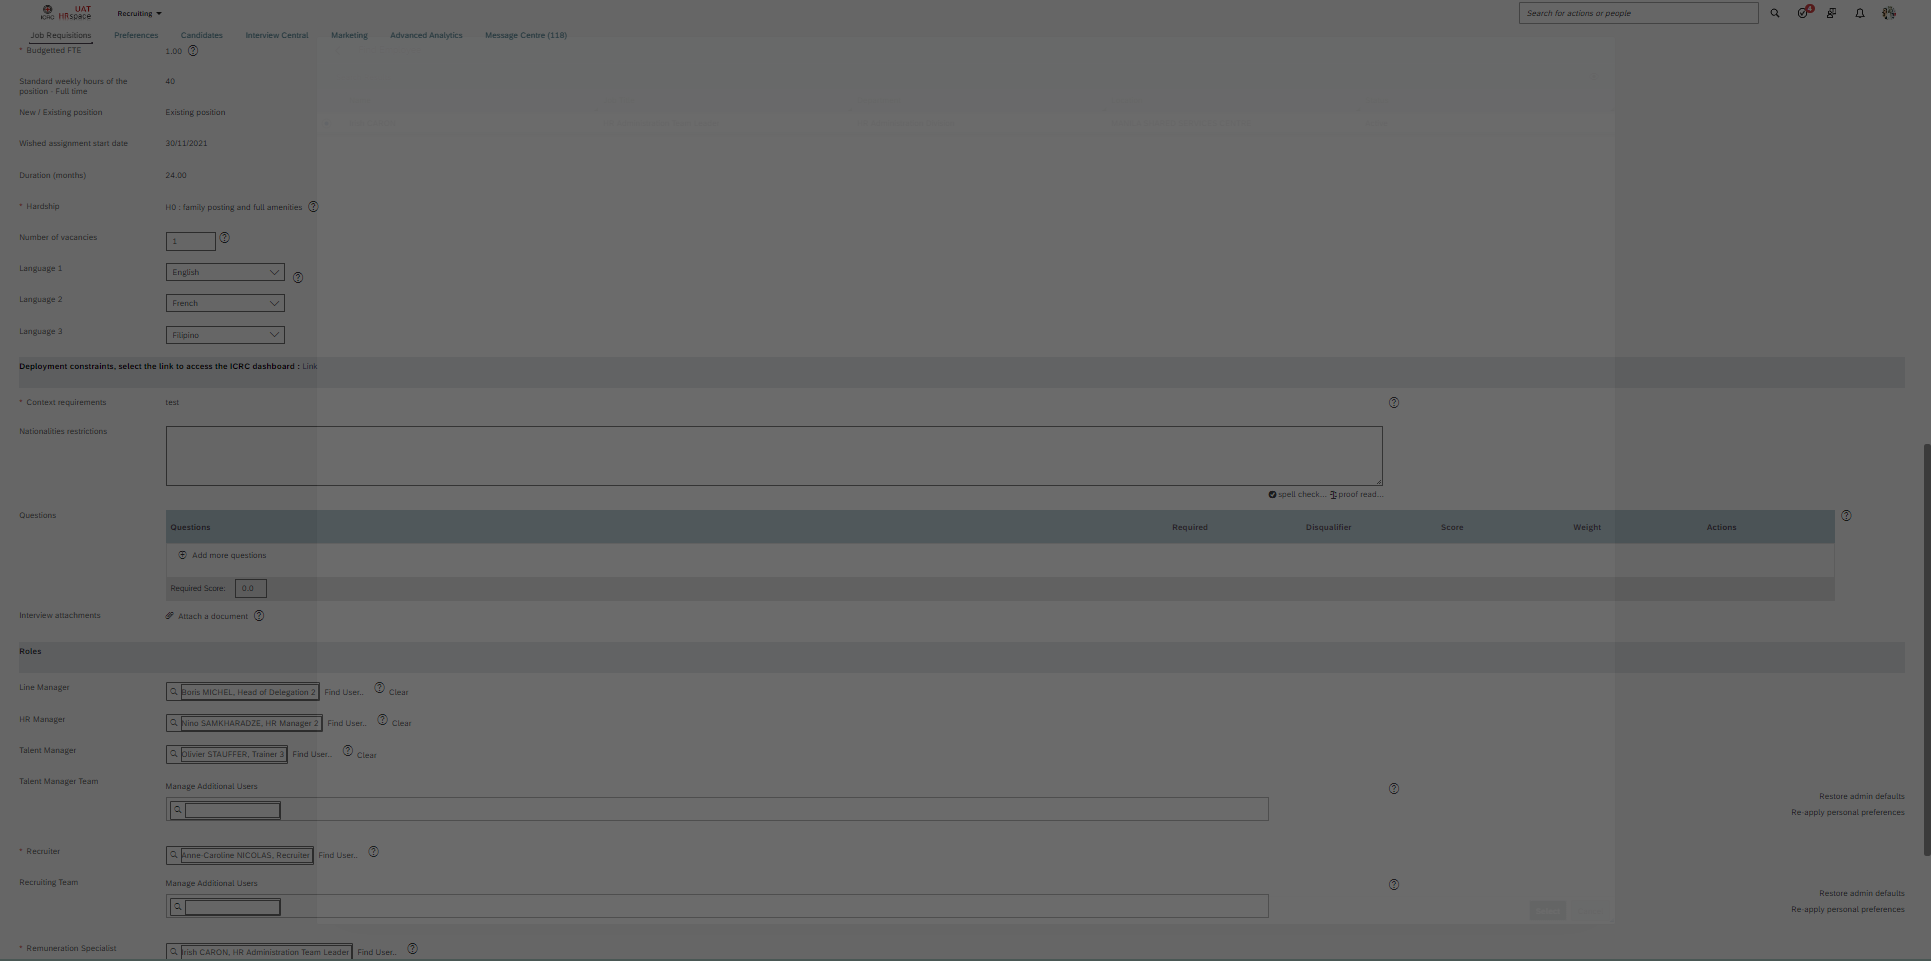 UAT
ICRC HRspace
Recruiting
Search for actions or people
4
Job Requisitions Preferences Candidates Interview Central Marketing Advanced Analytics Message Centre (118)
* Budgetted FTE 1.00
Standard weekly hours of the position - Full time 40
New / Existing position Existing position
Wished assignment start date 30/11/2021
Duration (months) 24.00
* Hardship H0 : family posting and full amenities
Number of vacancies 1
Language 1 English
Language 2 French
Language 3 Filipino
Deployment constraints, select the link to access the ICRC dashboard : Link
* Context requirements test
Nationalities restrictions
spell check... proof read...
Questions
Questions Required Disqualifier Score Weight Actions
Add more questions
Required Score: 0.0
Interview attachments Attach a document
Roles
Line Manager Boris MICHEL, Head of Delegation 2 Find User.. Clear
HR Manager Nino SAMKHARADZE, HR Manager 2 Find User.. Clear
Talent Manager Olivier STAUFFER, Trainer 3 Find User.. Clear
Talent Manager Team Manage Additional Users
Restore admin defaults
Re-apply personal preferences
* Recruiter Anne-Caroline NICOLAS, Recruiter Find User..
Recruiting Team Manage Additional Users
Restore admin defaults
Re-apply personal preferences
* Remuneration Specialist Irish CARON, HR Administration Team Leader Find User..